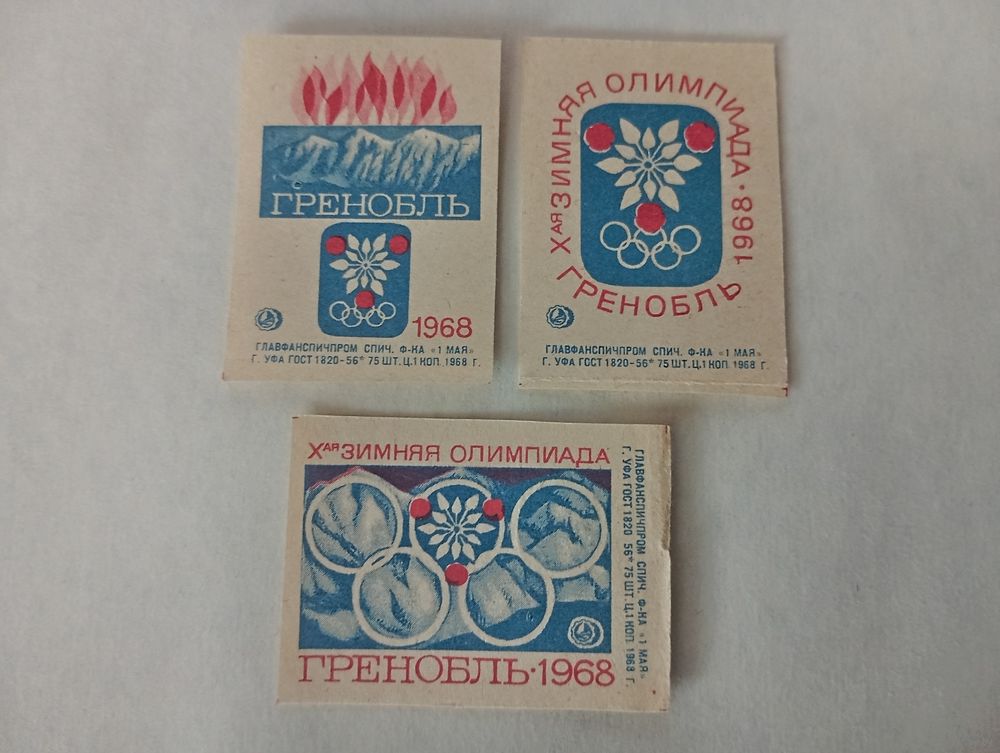 ГРЕНОБЛЬ
1968
ГЛАВФАНСПИЧПРОМ СПИЧ. Ф-КА «1 МАЯ»
Г. УФА ГОСТ 1820-56* 75 ШТ. Ц.1 КОП. 1968 Г.
Xая ЗИМНЯЯ ОЛИМПИАДА · 1968
ГРЕНОБЛЬ
ГЛАВФАНСПИЧПРОМ СПИЧ. Ф-КА «1 МАЯ»
Г. УФА ГОСТ 1820-56* 75 ШТ. Ц.1 КОП. 1968 Г.
XАЯ ЗИМНЯЯ ОЛИМПИАДА
ГРЕНОБЛЬ·1968
ГЛАВФАНСПИЧПРОМ СПИЧ. Ф-КА «1 МАЯ»
Г. УФА ГОСТ 1820 56* 75 ШТ. Ц.1 КОП 1968 Г.